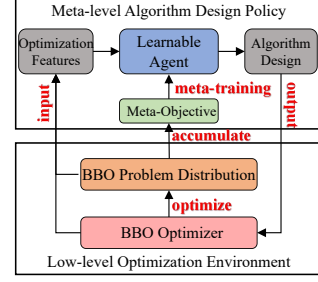 Meta-level Algorithm Design Policy
Optimization
Features
Learnable
Agent
Algorithm
Design
meta-training
input
output
Meta-Objective
accumulate
BBO Problem Distribution
optimize
BBO Optimizer
Low-level Optimization Environment